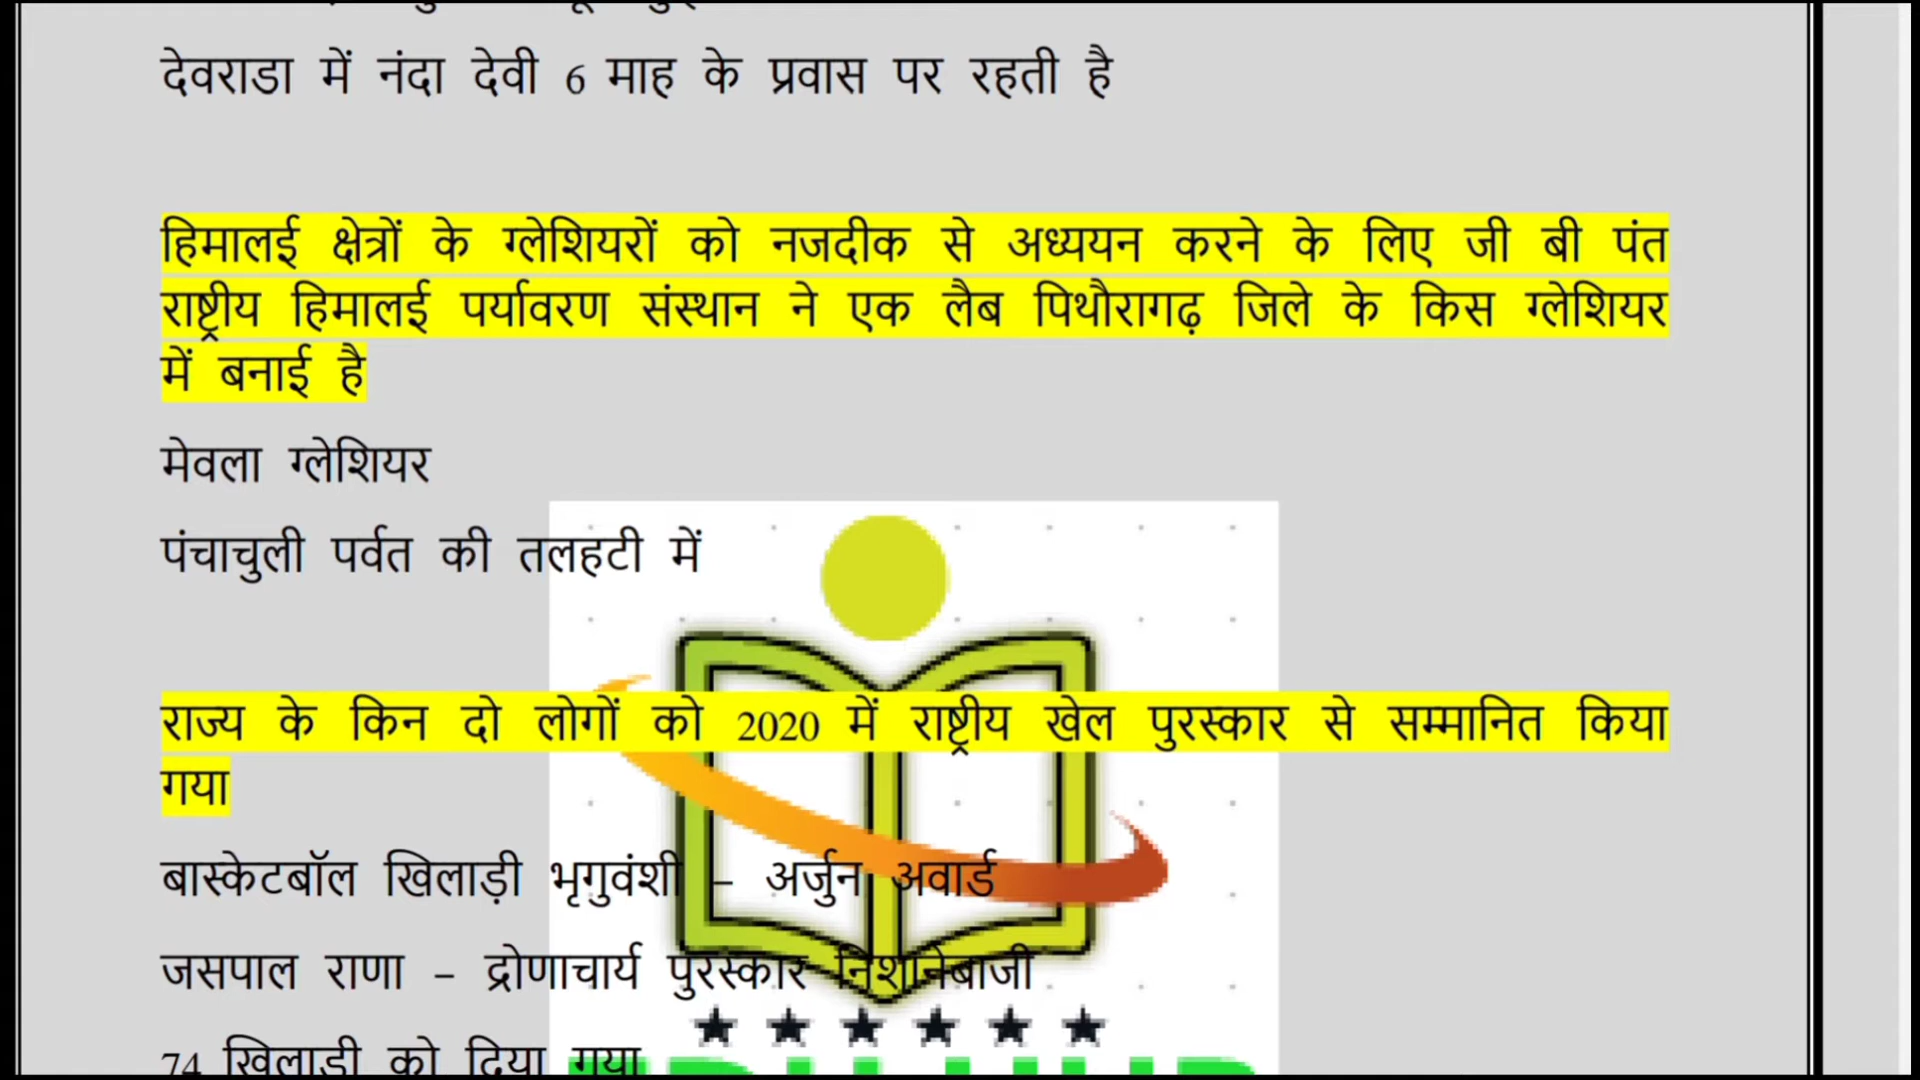 देवराडा में नंदा देवी 6 माह के प्रवास पर रहती है
हिमालई क्षेत्रों के ग्लेशियरों को नजदीक से अध्ययन करने के लिए जी बी पंत
राष्ट्रीय हिमालई पर्यावरण संस्थान ने एक लैब पिथौरागढ़ जिले के किस ग्लेशियर
में बनाई है
मेवला ग्लेशियर
पंचाचुली पर्वत की तलहटी में
राज्य के किन दो लोगों को 2020 में राष्ट्रीय खेल पुरस्कार से सम्मानित किया
गया
बास्केटबॉल खिलाड़ी भृगुवंशी – अर्जुन अवार्ड
जसपाल राणा – द्रोणाचार्य पुरस्कार निशानेबाजी
74 खिलाडी को दिया गया